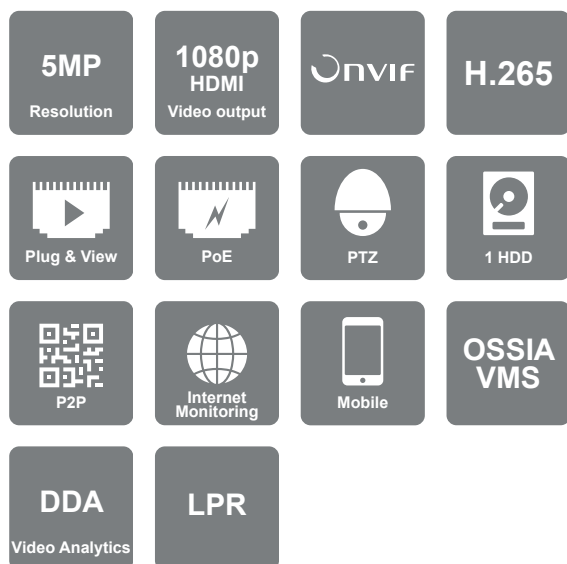 5MP
Resolution
1080p
HDMI
Video output
ONVIF
H.265
Plug & View
PoE
PTZ
1 HDD
P2P
Internet
Monitoring
Mobile
OSSIA
VMS
DDA
Video Analytics
LPR